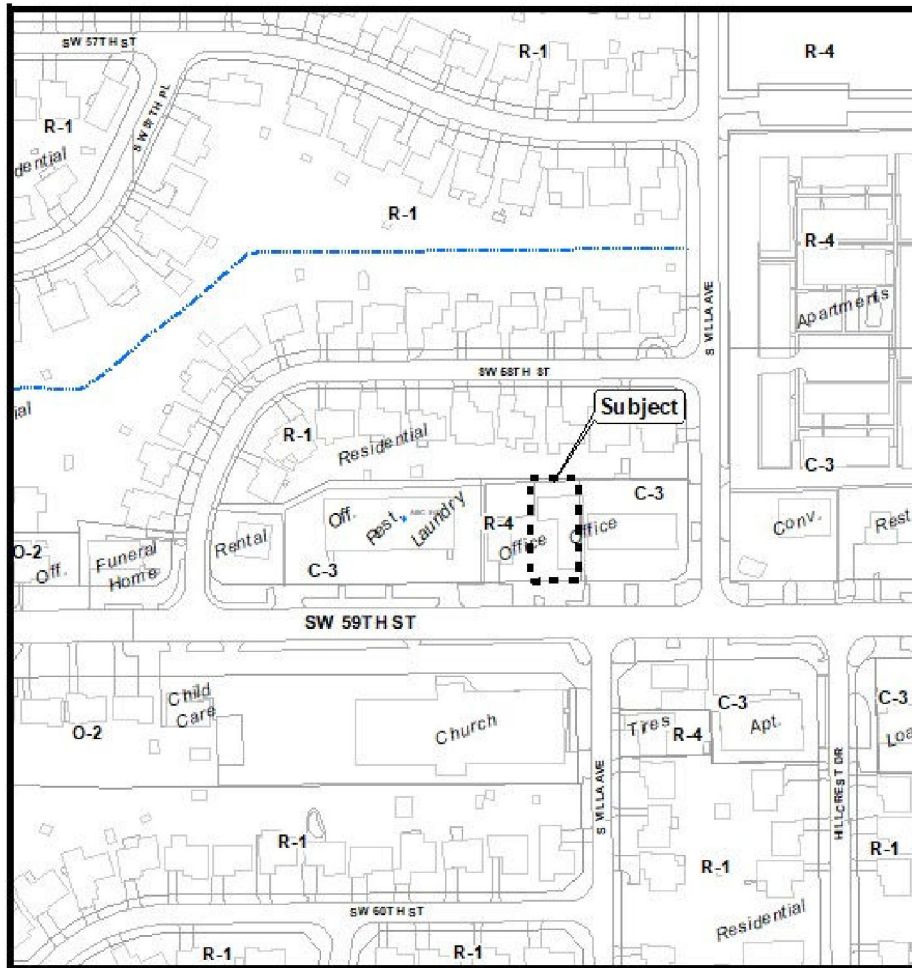 SW 57TH ST
R-1
R-4
R-1
dential
R-1
R-4
Apartments
S VILLA AVE
SW 58TH ST
Subject
ial
R-1
Residential
C-3
C-3
Off.
Rest.
Laundry
R-4
Office
Office
Conv.
Rest
O-2
Off.
Funeral
Home
Rental
C-3
SW 59TH ST
Child
Care
O-2
Church
Tires
R-4
C-3
Apt.
C-3
Loa
S VILLA AVE
HILLCREST DR
R-1
R-1
R-1
SW 60TH ST
Residential
R-1
R-1